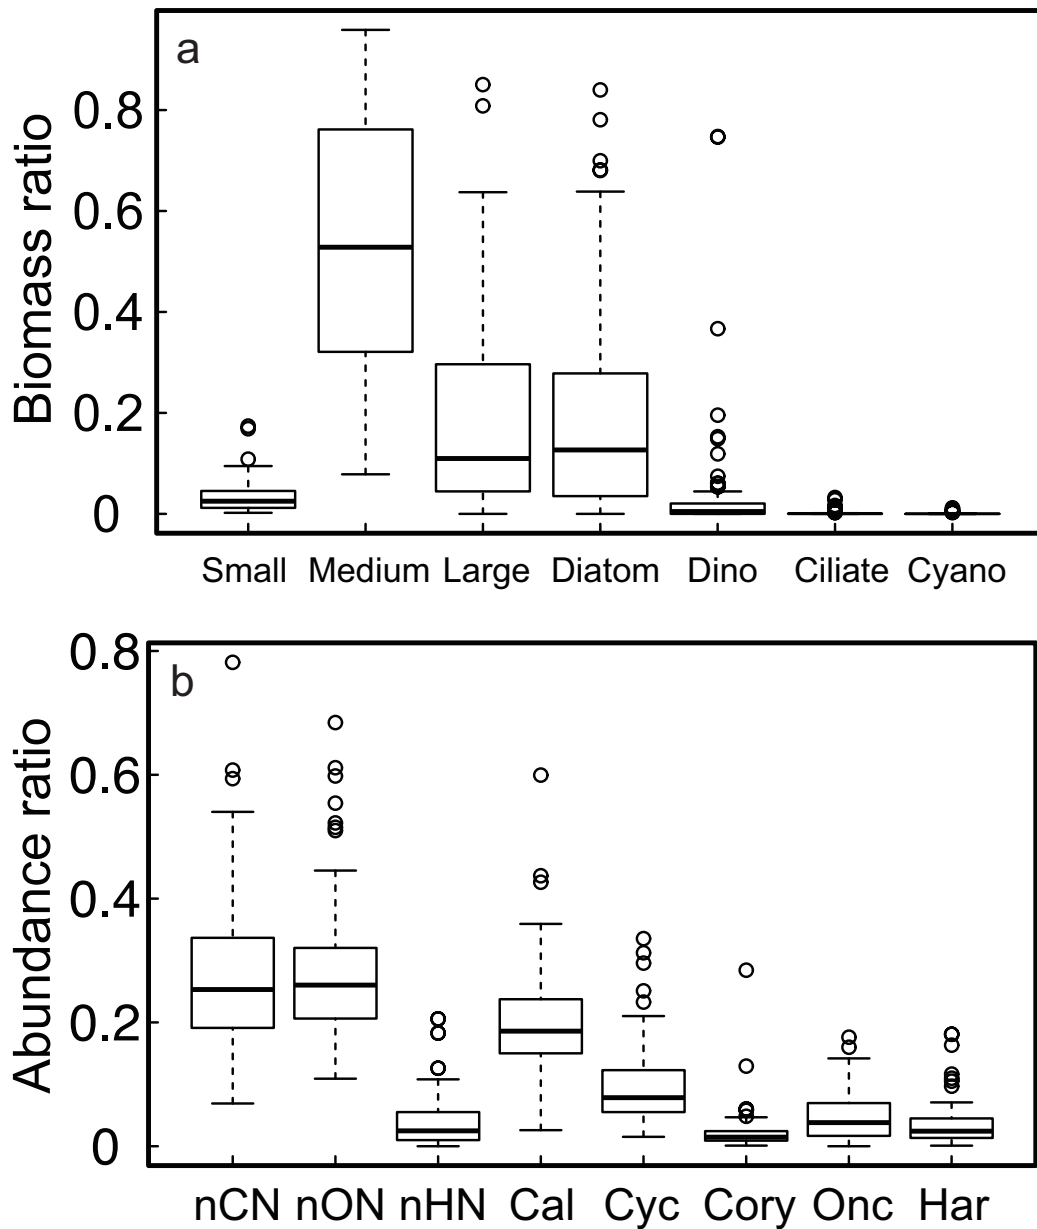 a
Biomass ratio
0.8
0.6
0.4
0.2
0
Small Medium Large Diatom Dino Ciliate Cyano
b
Abundance ratio
0.8
0.6
0.4
0.2
0
nCN nON nHN Cal Cyc Cory Onc Har